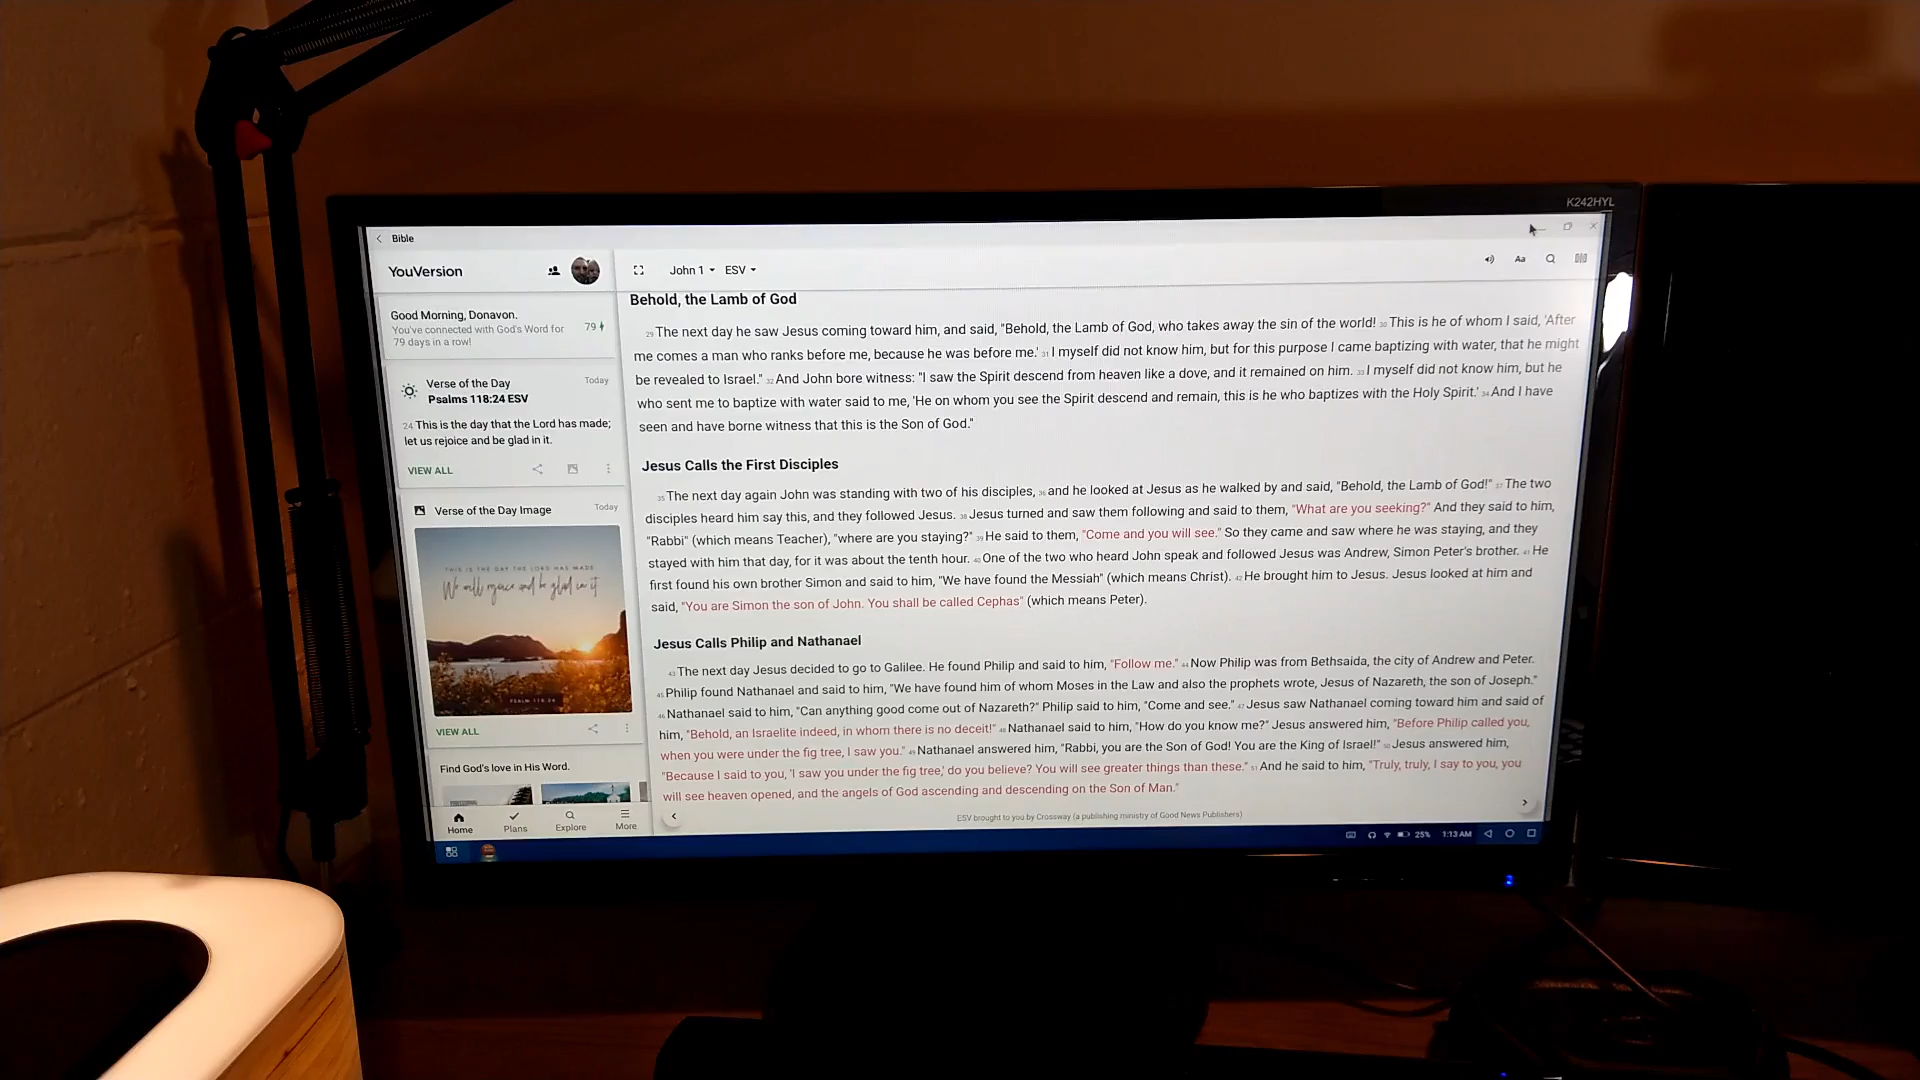 K242HYL
Bible
YouVersion
Good Morning, Donavon.
You've connected with God's Word for
79 days in a row!
79
Verse of the Day
Today
Psalms 118:24 ESV
24 This is the day that the Lord has made;
let us rejoice and be glad in it.
VIEW ALL
Verse of the Day Image
Today
THIS IS THE DAY THE LORD HAS MADE
We will rejoice and be glad in it
PSALM 118:24
VIEW ALL
Find God's love in His Word.
Home
Plans
Explore
More
John 1
ESV
Aa
Behold, the Lamb of God
29 The next day he saw Jesus coming toward him, and said, "Behold, the Lamb of God, who takes away the sin of the world! 30 This is he of whom I said, 'After
me comes a man who ranks before me, because he was before me.' 31 I myself did not know him, but for this purpose I came baptizing with water, that he might
be revealed to Israel." 32 And John bore witness: "I saw the Spirit descend from heaven like a dove, and it remained on him. 33 I myself did not know him, but he
who sent me to baptize with water said to me, 'He on whom you see the Spirit descend and remain, this is he who baptizes with the Holy Spirit.' 34 And I have
seen and have borne witness that this is the Son of God."
Jesus Calls the First Disciples
35 The next day again John was standing with two of his disciples, 36 and he looked at Jesus as he walked by and said, "Behold, the Lamb of God!" 37 The two
disciples heard him say this, and they followed Jesus. 38 Jesus turned and saw them following and said to them, "What are you seeking?" And they said to him,
"Rabbi" (which means Teacher), "where are you staying?" 39 He said to them, "Come and you will see." So they came and saw where he was staying, and they
stayed with him that day, for it was about the tenth hour. 40 One of the two who heard John speak and followed Jesus was Andrew, Simon Peter's brother. 41 He
first found his own brother Simon and said to him, "We have found the Messiah" (which means Christ). 42 He brought him to Jesus. Jesus looked at him and
said, "You are Simon the son of John. You shall be called Cephas" (which means Peter).
Jesus Calls Philip and Nathanael
43 The next day Jesus decided to go to Galilee. He found Philip and said to him, "Follow me." 44 Now Philip was from Bethsaida, the city of Andrew and Peter.
45 Philip found Nathanael and said to him, "We have found him of whom Moses in the Law and also the prophets wrote, Jesus of Nazareth, the son of Joseph."
46 Nathanael said to him, "Can anything good come out of Nazareth?" Philip said to him, "Come and see." 47 Jesus saw Nathanael coming toward him and said of
him, "Behold, an Israelite indeed, in whom there is no deceit!" 48 Nathanael said to him, "How do you know me?" Jesus answered him, "Before Philip called you,
when you were under the fig tree, I saw you." 49 Nathanael answered him, "Rabbi, you are the Son of God! You are the King of Israel!" 50 Jesus answered him,
"Because I said to you, 'I saw you under the fig tree,' do you believe? You will see greater things than these." 51 And he said to him, "Truly, truly, I say to you, you
will see heaven opened, and the angels of God ascending and descending on the Son of Man."
ESV brought to you by Crossway (a publishing ministry of Good News Publishers)
25%
1:13 AM